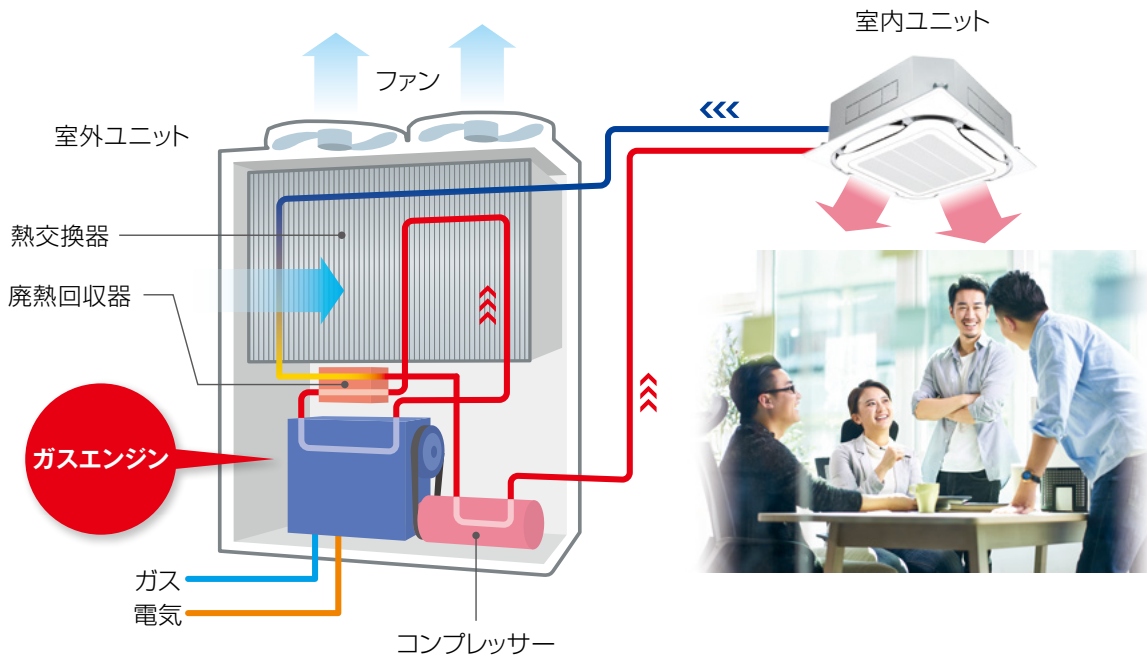 室内ユニット
ファン
室外ユニット
熱交換器
廃熱回収器
ガスエンジン
ガス
電気
コンプレッサー